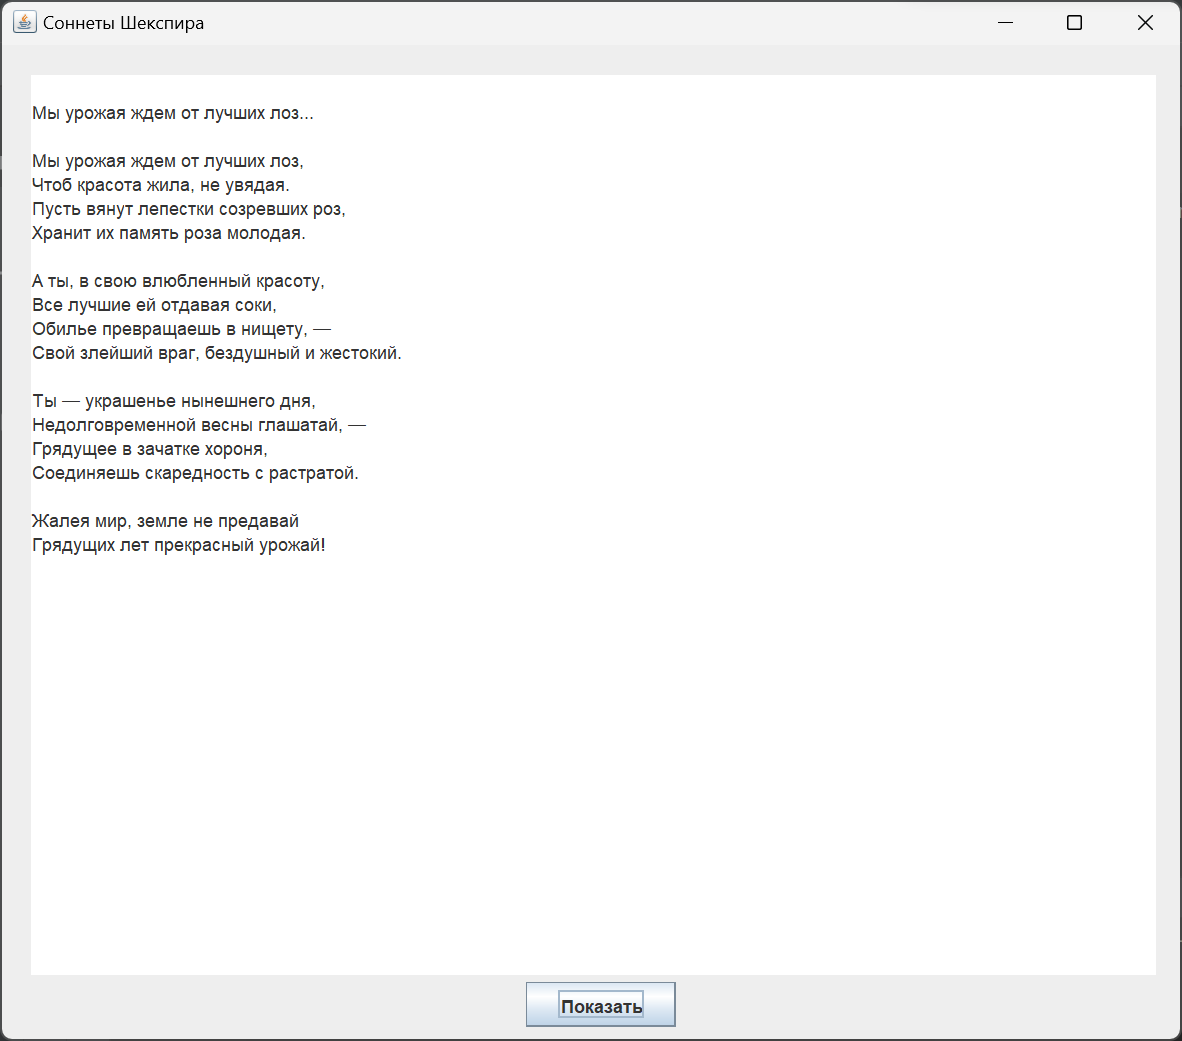 Соннеты Шекспира
Мы урожая ждем от лучших лоз...
Мы урожая ждем от лучших лоз,
Чтоб красота жила, не увядая.
Пусть вянут лепестки созревших роз,
Хранит их память роза молодая.
А ты, в свою влюбленный красоту,
Все лучшие ей отдавая соки,
Обилье превращаешь в нищету, —
Свой злейший враг, бездушный и жестокий.
Ты — украшенье нынешнего дня,
Недолговременной весны глашатай, —
Грядущее в зачатке хороня,
Соединяешь скаредность с растратой.
Жалея мир, земле не предавай
Грядущих лет прекрасный урожай!
Показать